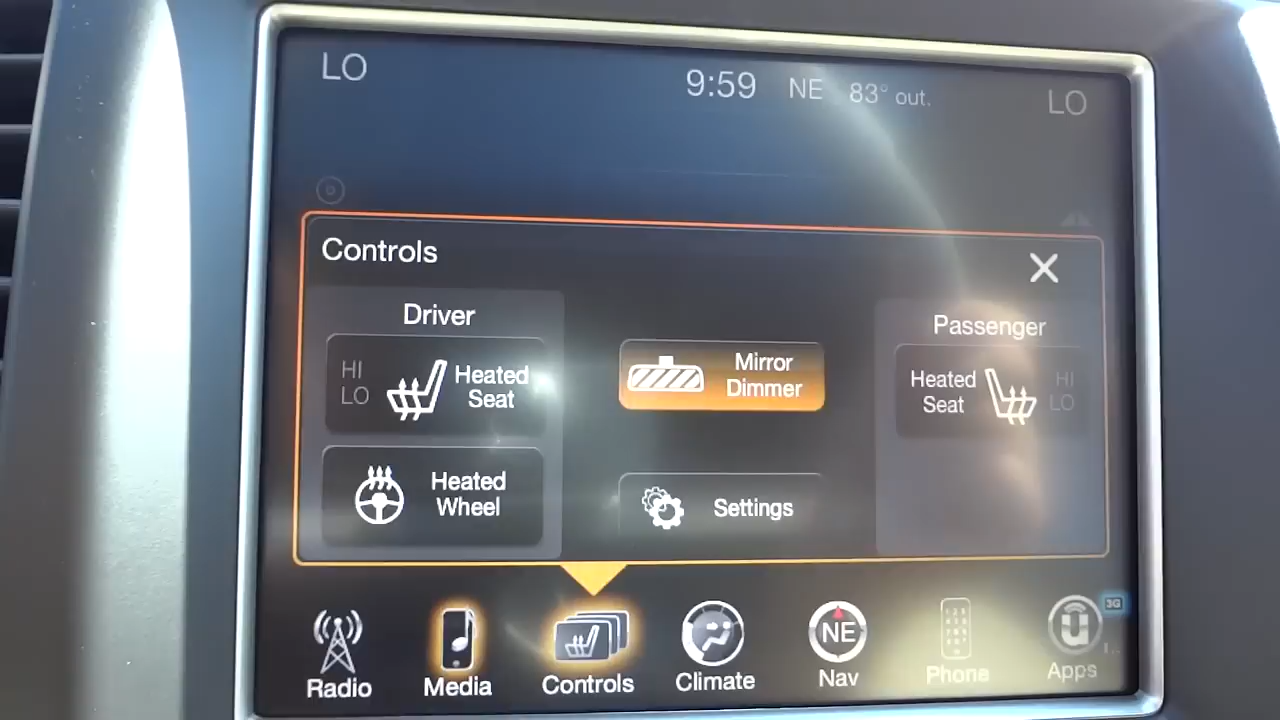 LO
9:59 NE 83° out.
LO
Controls
Driver
HI
LO
Heated
Seat
Heated
Wheel
Mirror
Dimmer
Settings
Passenger
Heated
Seat
HI
LO
Radio
Media
Controls
Climate
NE
Nav
Phone
3G
Apps